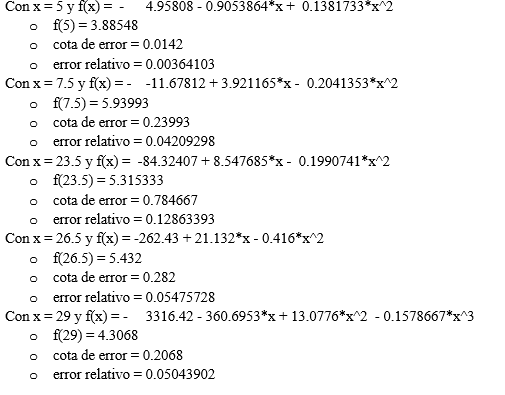 Con x = 5 y f(x) = - 4.95808 - 0.9053864*x + 0.1381733*x^2
o f(5) = 3.88548
o cota de error = 0.0142
o error relativo = 0.00364103
Con x = 7.5 y f(x) = - -11.67812 + 3.921165*x - 0.2041353*x^2
o f(7.5) = 5.93993
o cota de error = 0.23993
o error relativo = 0.04209298
Con x = 23.5 y f(x) = -84.32407 + 8.547685*x - 0.1990741*x^2
o f(23.5) = 5.315333
o cota de error = 0.784667
o error relativo = 0.12863393
Con x = 26.5 y f(x) = -262.43 + 21.132*x - 0.416*x^2
o f(26.5) = 5.432
o cota de error = 0.282
o error relativo = 0.05475728
Con x = 29 y f(x) = - 3316.42 - 360.6953*x + 13.0776*x^2 - 0.1578667*x^3
o f(29) = 4.3068
o cota de error = 0.2068
o error relativo = 0.05043902